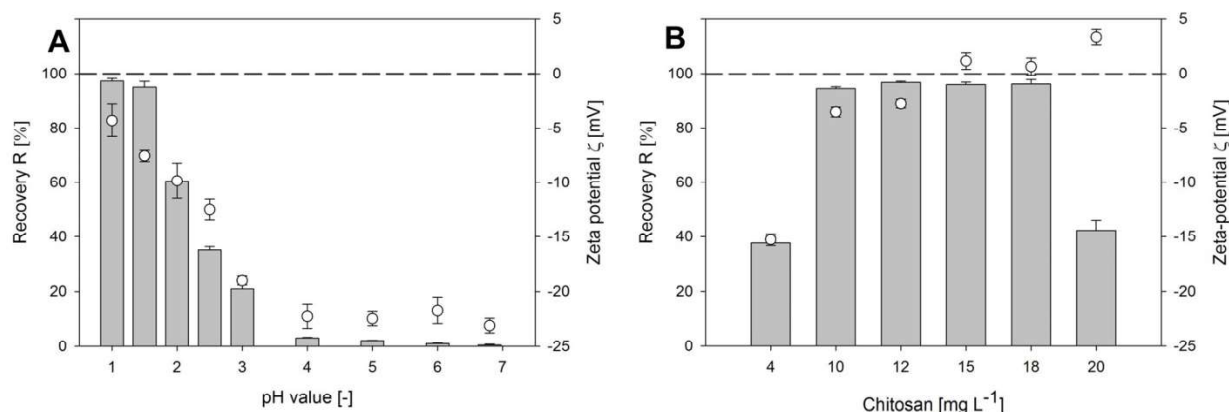 A
Recovery R [%]
100
80
60
40
20
0
5
0
-5
-10
-15
-20
-25
Zeta potential ζ [mV]
1 2 3 4 5 6 7
pH value [-]
B
Recovery R [%]
100
80
60
40
20
0
5
0
-5
-10
-15
-20
-25
Zeta-potential ζ [mV]
4 10 12 15 18 20
Chitosan [mg L⁻¹]